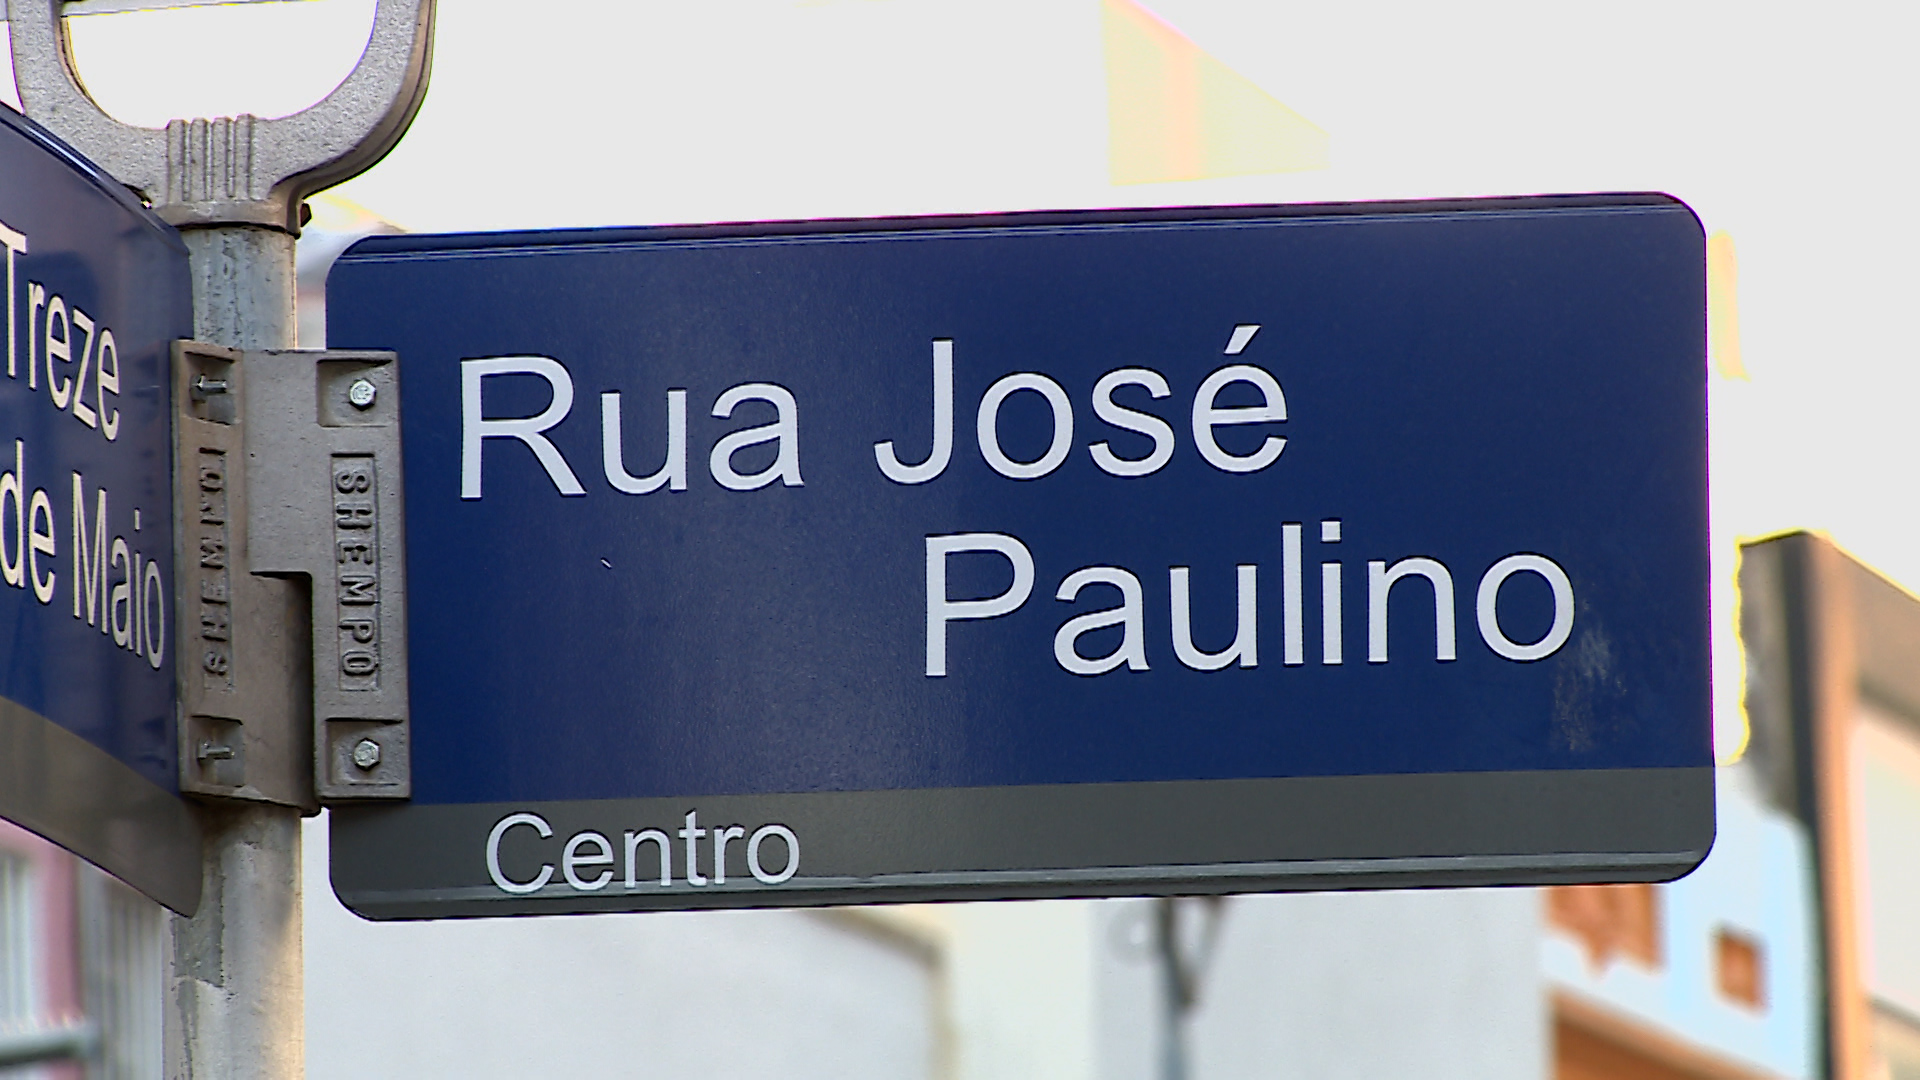 Treze
de Maio
SHEMPO
SHEMPO
Rua José
Paulino
Centro